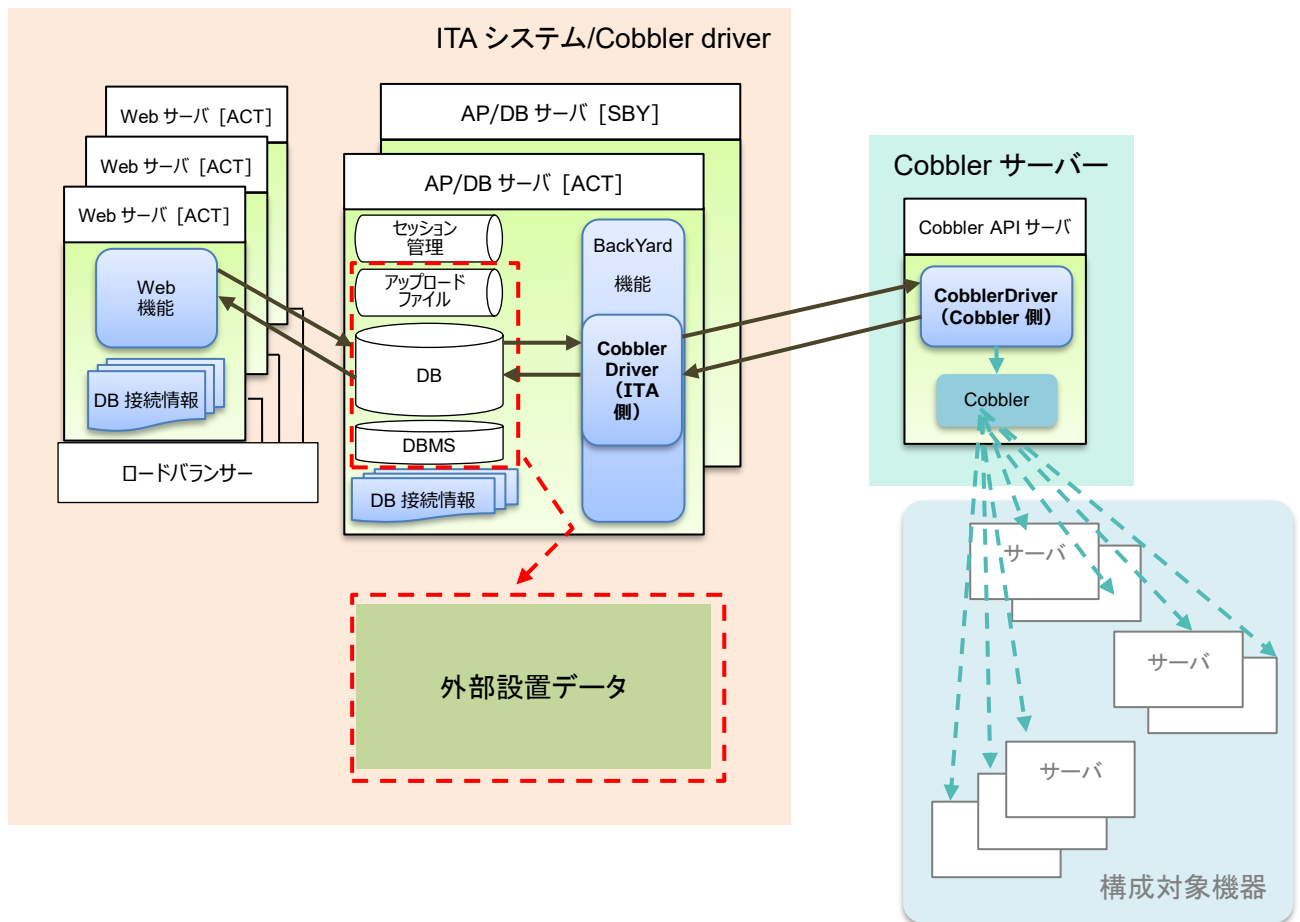 ITA システム/Cobbler driver
Web サーバ [ACT]
Web サーバ [ACT]
Web サーバ [ACT]
Web
機能
DB 接続情報
ロードバランサー
AP/DB サーバ [SBY]
AP/DB サーバ [ACT]
セッション
管理
アップロード
ファイル
DB
DBMS
DB 接続情報
BackYard
機能
Cobbler
Driver
（ITA
側）
外部設置データ
Cobbler サーバー
Cobbler API サーバ
CobblerDriver
（Cobbler 側）
Cobbler
サーバ
サーバ
サーバ
構成対象機器